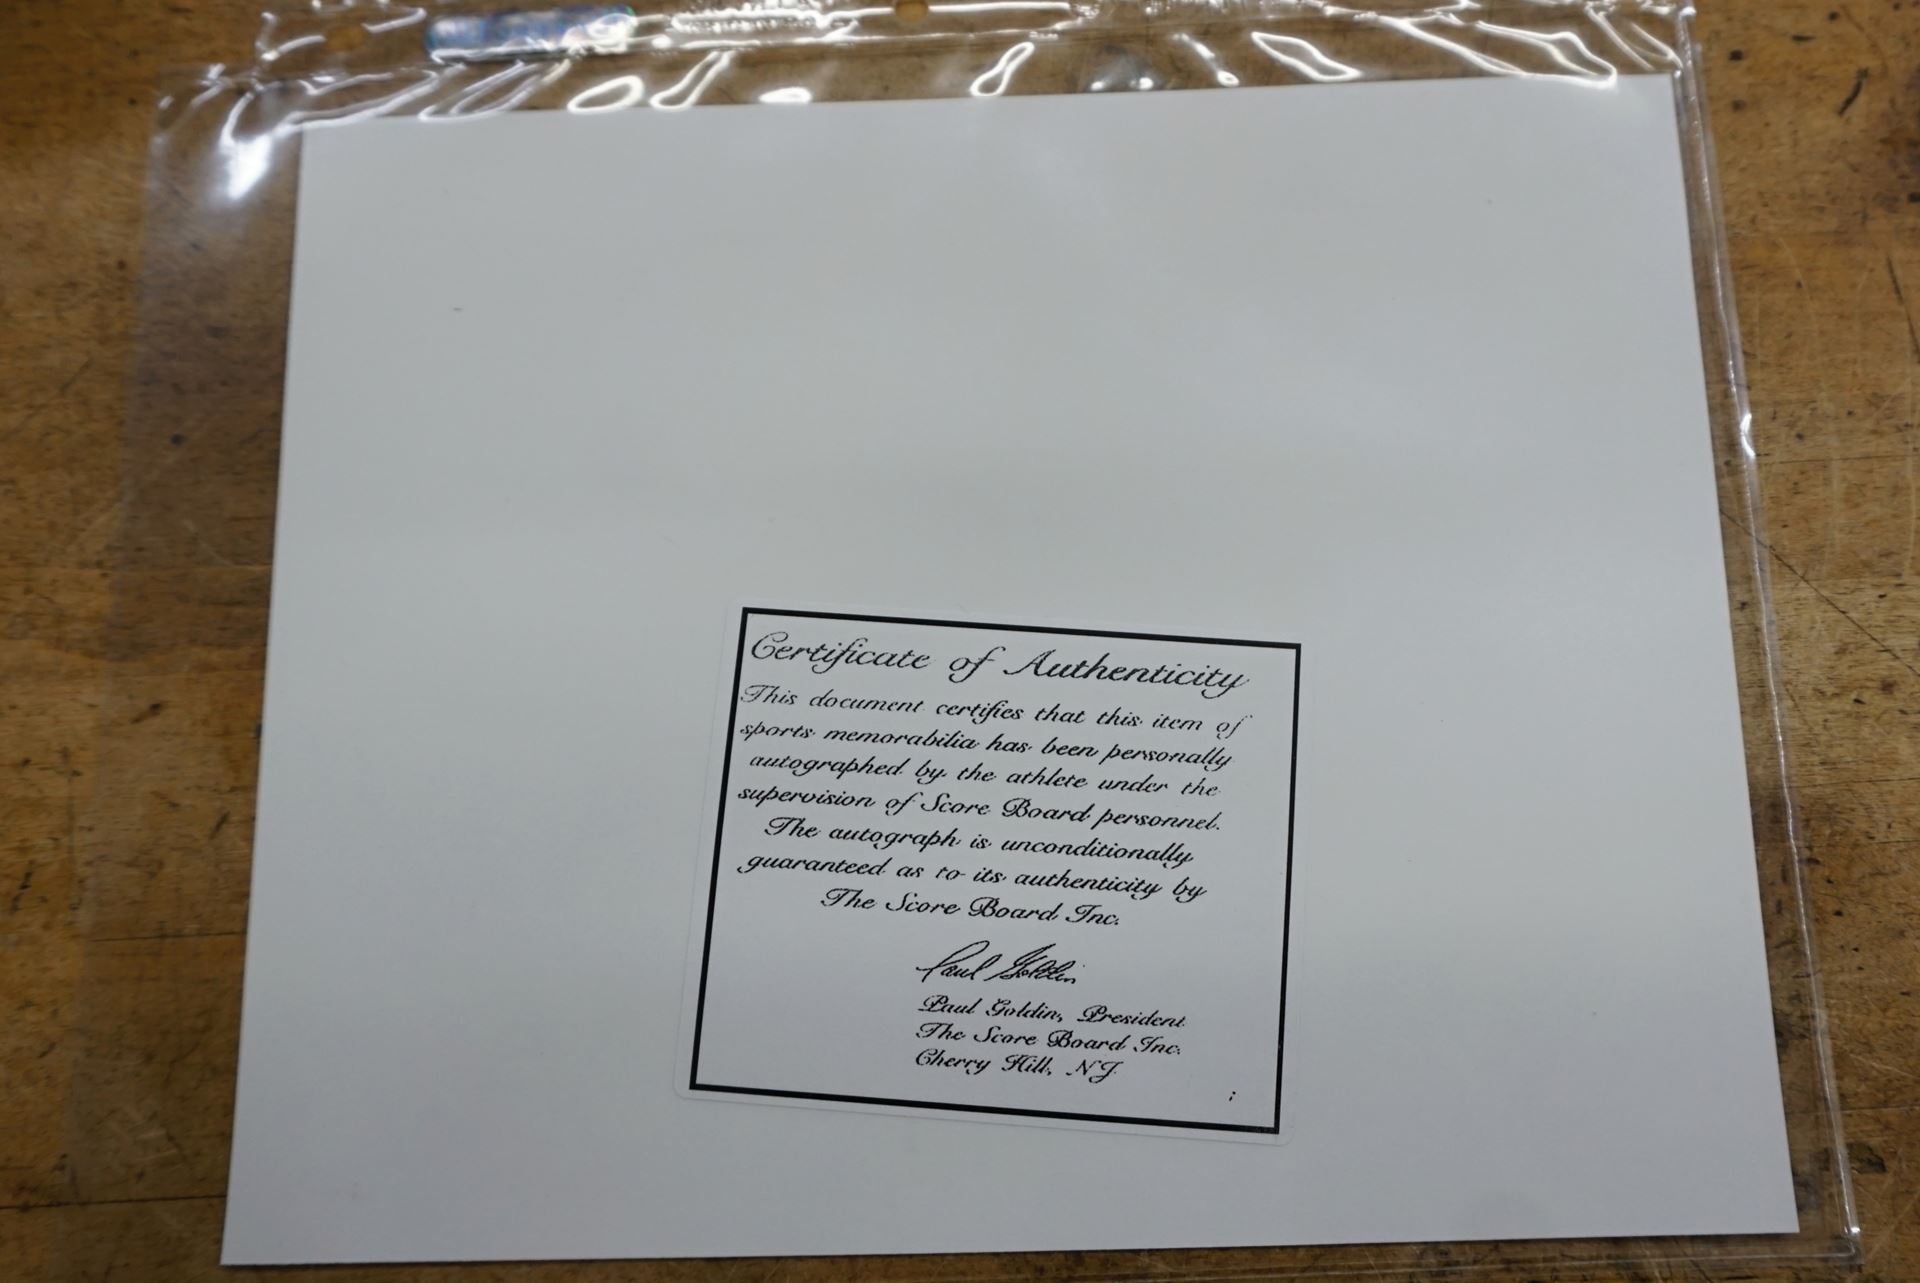 Certificate of Authenticity
This document certifies that this item of
sports memorabilia has been personally
autographed by the athlete under the
supervision of Score Board personnel.
The autograph is unconditionally
guaranteed as to its authenticity by
The Score Board Inc.
Paul Goldin
Paul Goldin, President
The Score Board Inc.
Cherry Hill, NJ